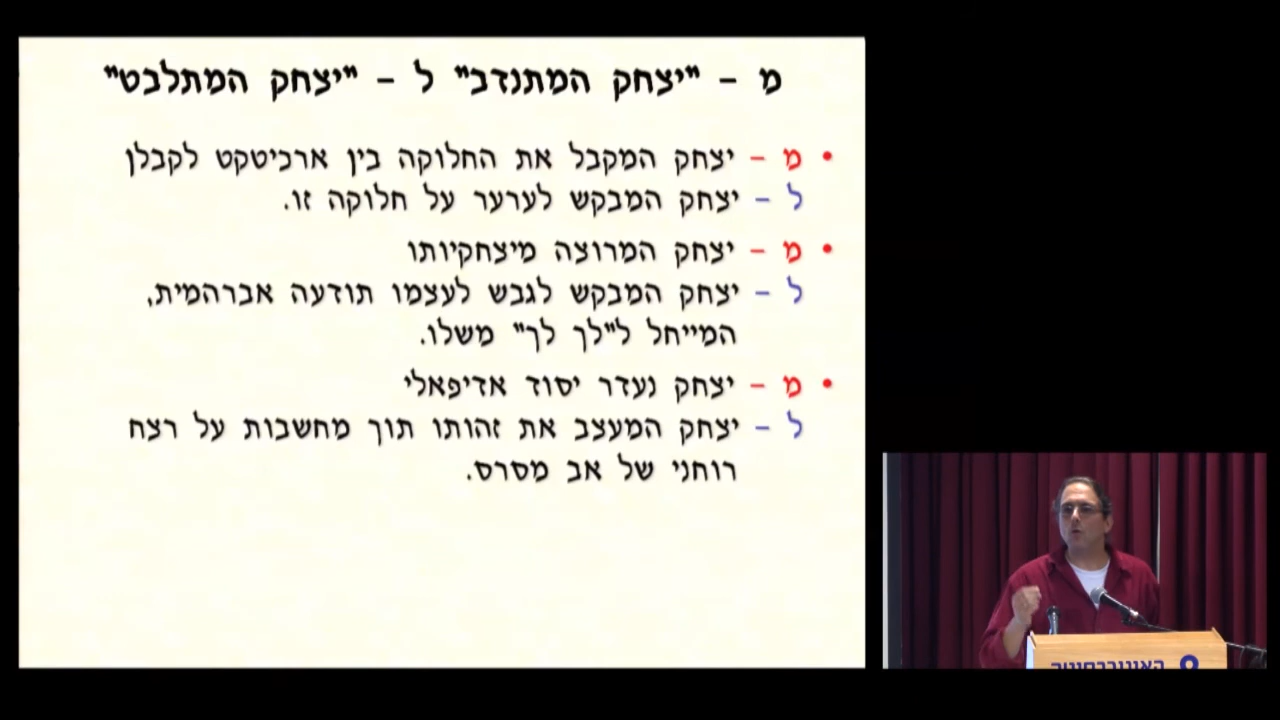 מ – "יצחק המתנדב" ל – "יצחק המתלבט"
• מ – יצחק המקבל את החלוקה בין ארכיטקט לקבלן
ל – יצחק המבקש לערער על חלוקה זו.
• מ – יצחק המרוצה מיצחקיותו
ל – יצחק המבקש לגבש לעצמו תודעה אברהמית,
המייחל ל"לך לך" משלו.
• מ – יצחק נעדר יסוד אדיפאלי
ל – יצחק המעצב את זהותו תוך מחשבות על רצח
רוחני של אב מסרס.
האוניברסיטה